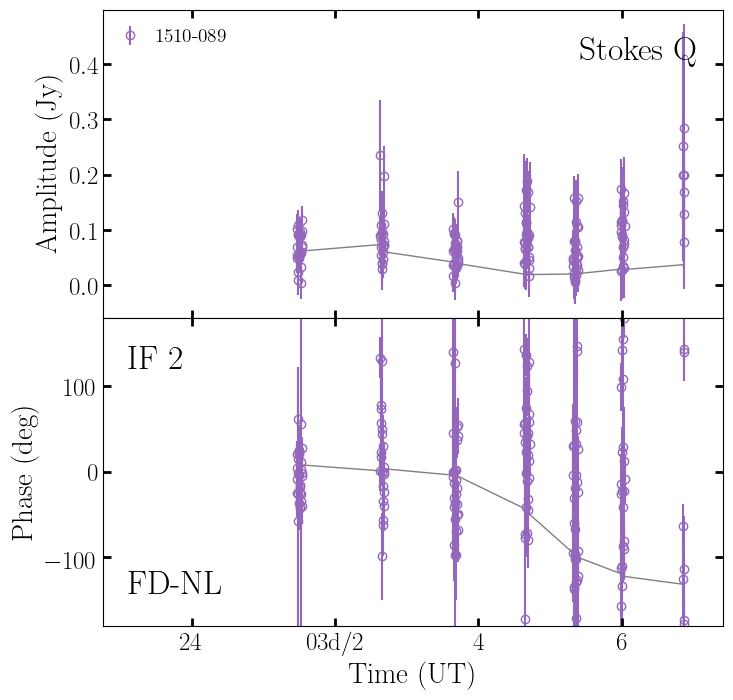 1510-089
Stokes Q
Amplitude (Jy)
0.4
0.3
0.2
0.1
0.0
IF 2
FD-NL
Phase (deg)
100
0
−100
24
03d/2
4
6
Time (UT)